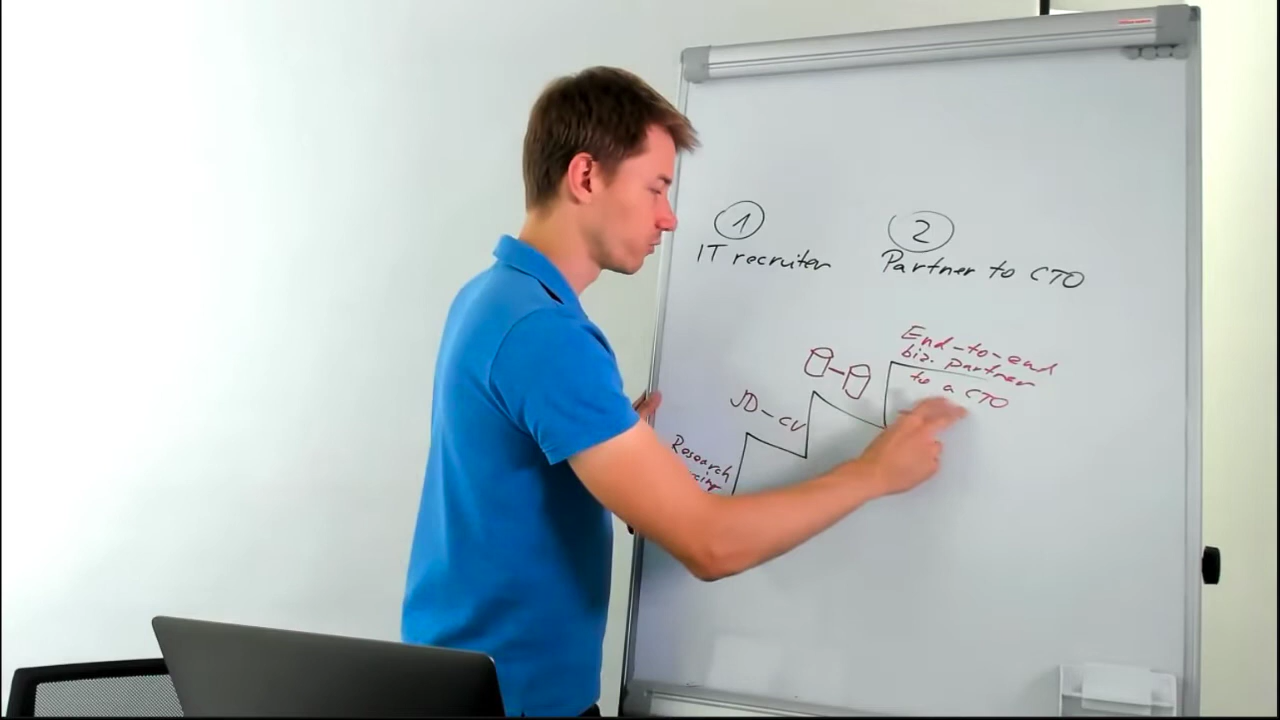 1
2
IT recruiter
Partner to CTO
End-to-end
biz. partner
to a CTO
JD-CV
Research